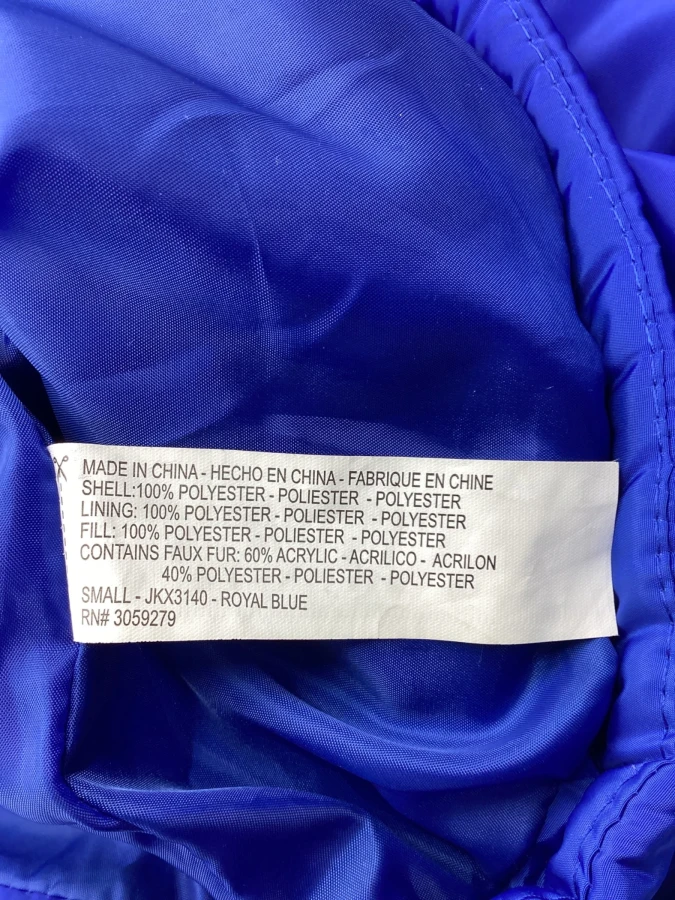 MADE IN CHINA - HECHO EN CHINA - FABRIQUE EN CHINE
SHELL:100% POLYESTER - POLIESTER - POLYESTER
LINING: 100% POLYESTER - POLIESTER - POLYESTER
FILL: 100% POLYESTER - POLIESTER - POLYESTER
CONTAINS FAUX FUR: 60% ACRYLIC - ACRILICO - ACRILON
40% POLYESTER - POLIESTER - POLYESTER
SMALL - JKX3140 - ROYAL BLUE
RN# 3059279